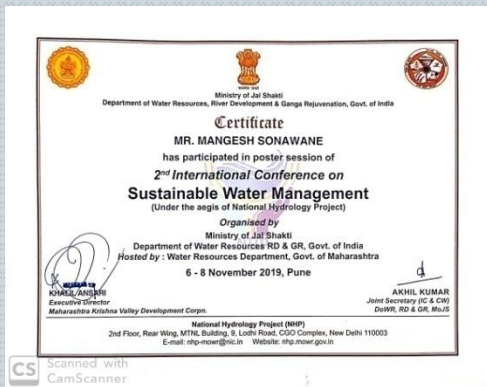 Ministry of Jal Shakti
Department of Water Resources, River Development & Ganga Rejuvenation, Govt. of India
Certificate
MR. MANGESH SONAWANE
has participated in poster session of
2nd International Conference on
Sustainable Water Management
(Under the aegis of National Hydrology Project)
Organised by
Ministry of Jal Shakti
Department of Water Resources RD & GR, Govt. of India
Hosted by : Water Resources Department, Govt. of Maharashtra
6 - 8 November 2019, Pune
KHALIL ANSARI
Executive Director
Maharashtra Krishna Valley Development Corpn.
AKHIL KUMAR
Joint Secretary (IC & CW)
DoWR, RD & GR, MoJS
National Hydrology Project (NHP)
2nd Floor, Rear Wing, MTNL Building, 9, Lodhi Road, CGO Complex, New Delhi 110003
E-mail: nhp-mowr@nic.in Website: nhp.mowr.gov.in
CS Scanned with
CamScanner